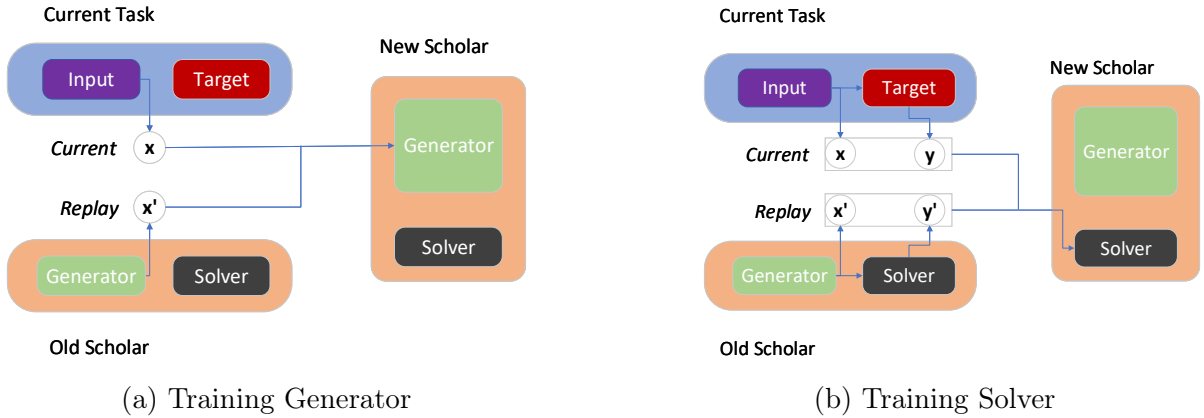 Current Task
Input
Target
New Scholar
Generator
Current
x
Replay
x'
Solver
Generator
Solver
Old Scholar
(a) Training Generator
Current Task
Input
Target
New Scholar
Generator
Current
x
y
Replay
x'
y'
Solver
Generator
Solver
Old Scholar
(b) Training Solver